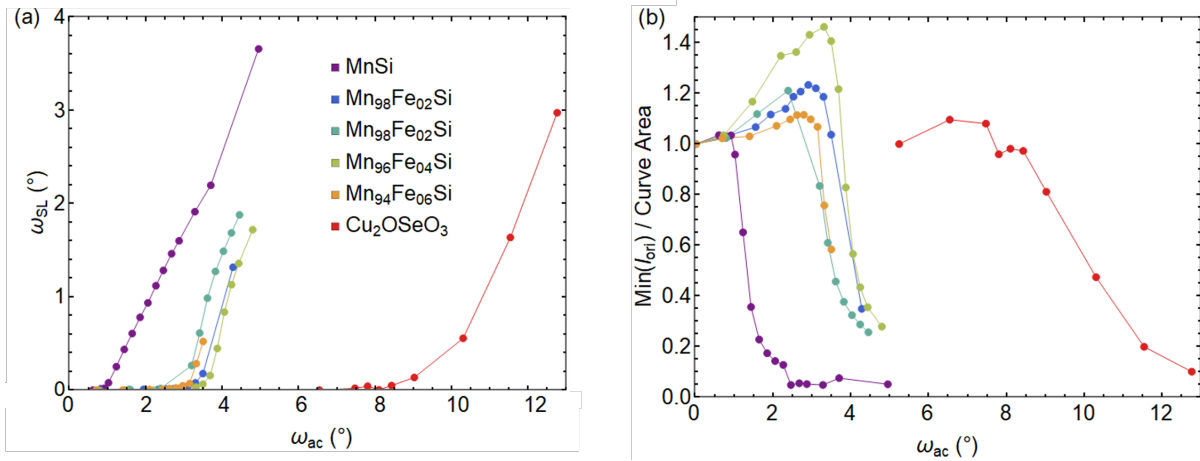 (a)
4
3
2
1
0
ω_SL (°)
0 2 4 6 8 10 12
ω_ac (°)
MnSi
Mn98Fe02Si
Mn98Fe02Si
Mn96Fe04Si
Mn94Fe06Si
Cu2OSeO3
(b)
1.4
1.2
1.0
0.8
0.6
0.4
0.2
0.0
Min(I_ori) / Curve Area
0 2 4 6 8 10 12
ω_ac (°)